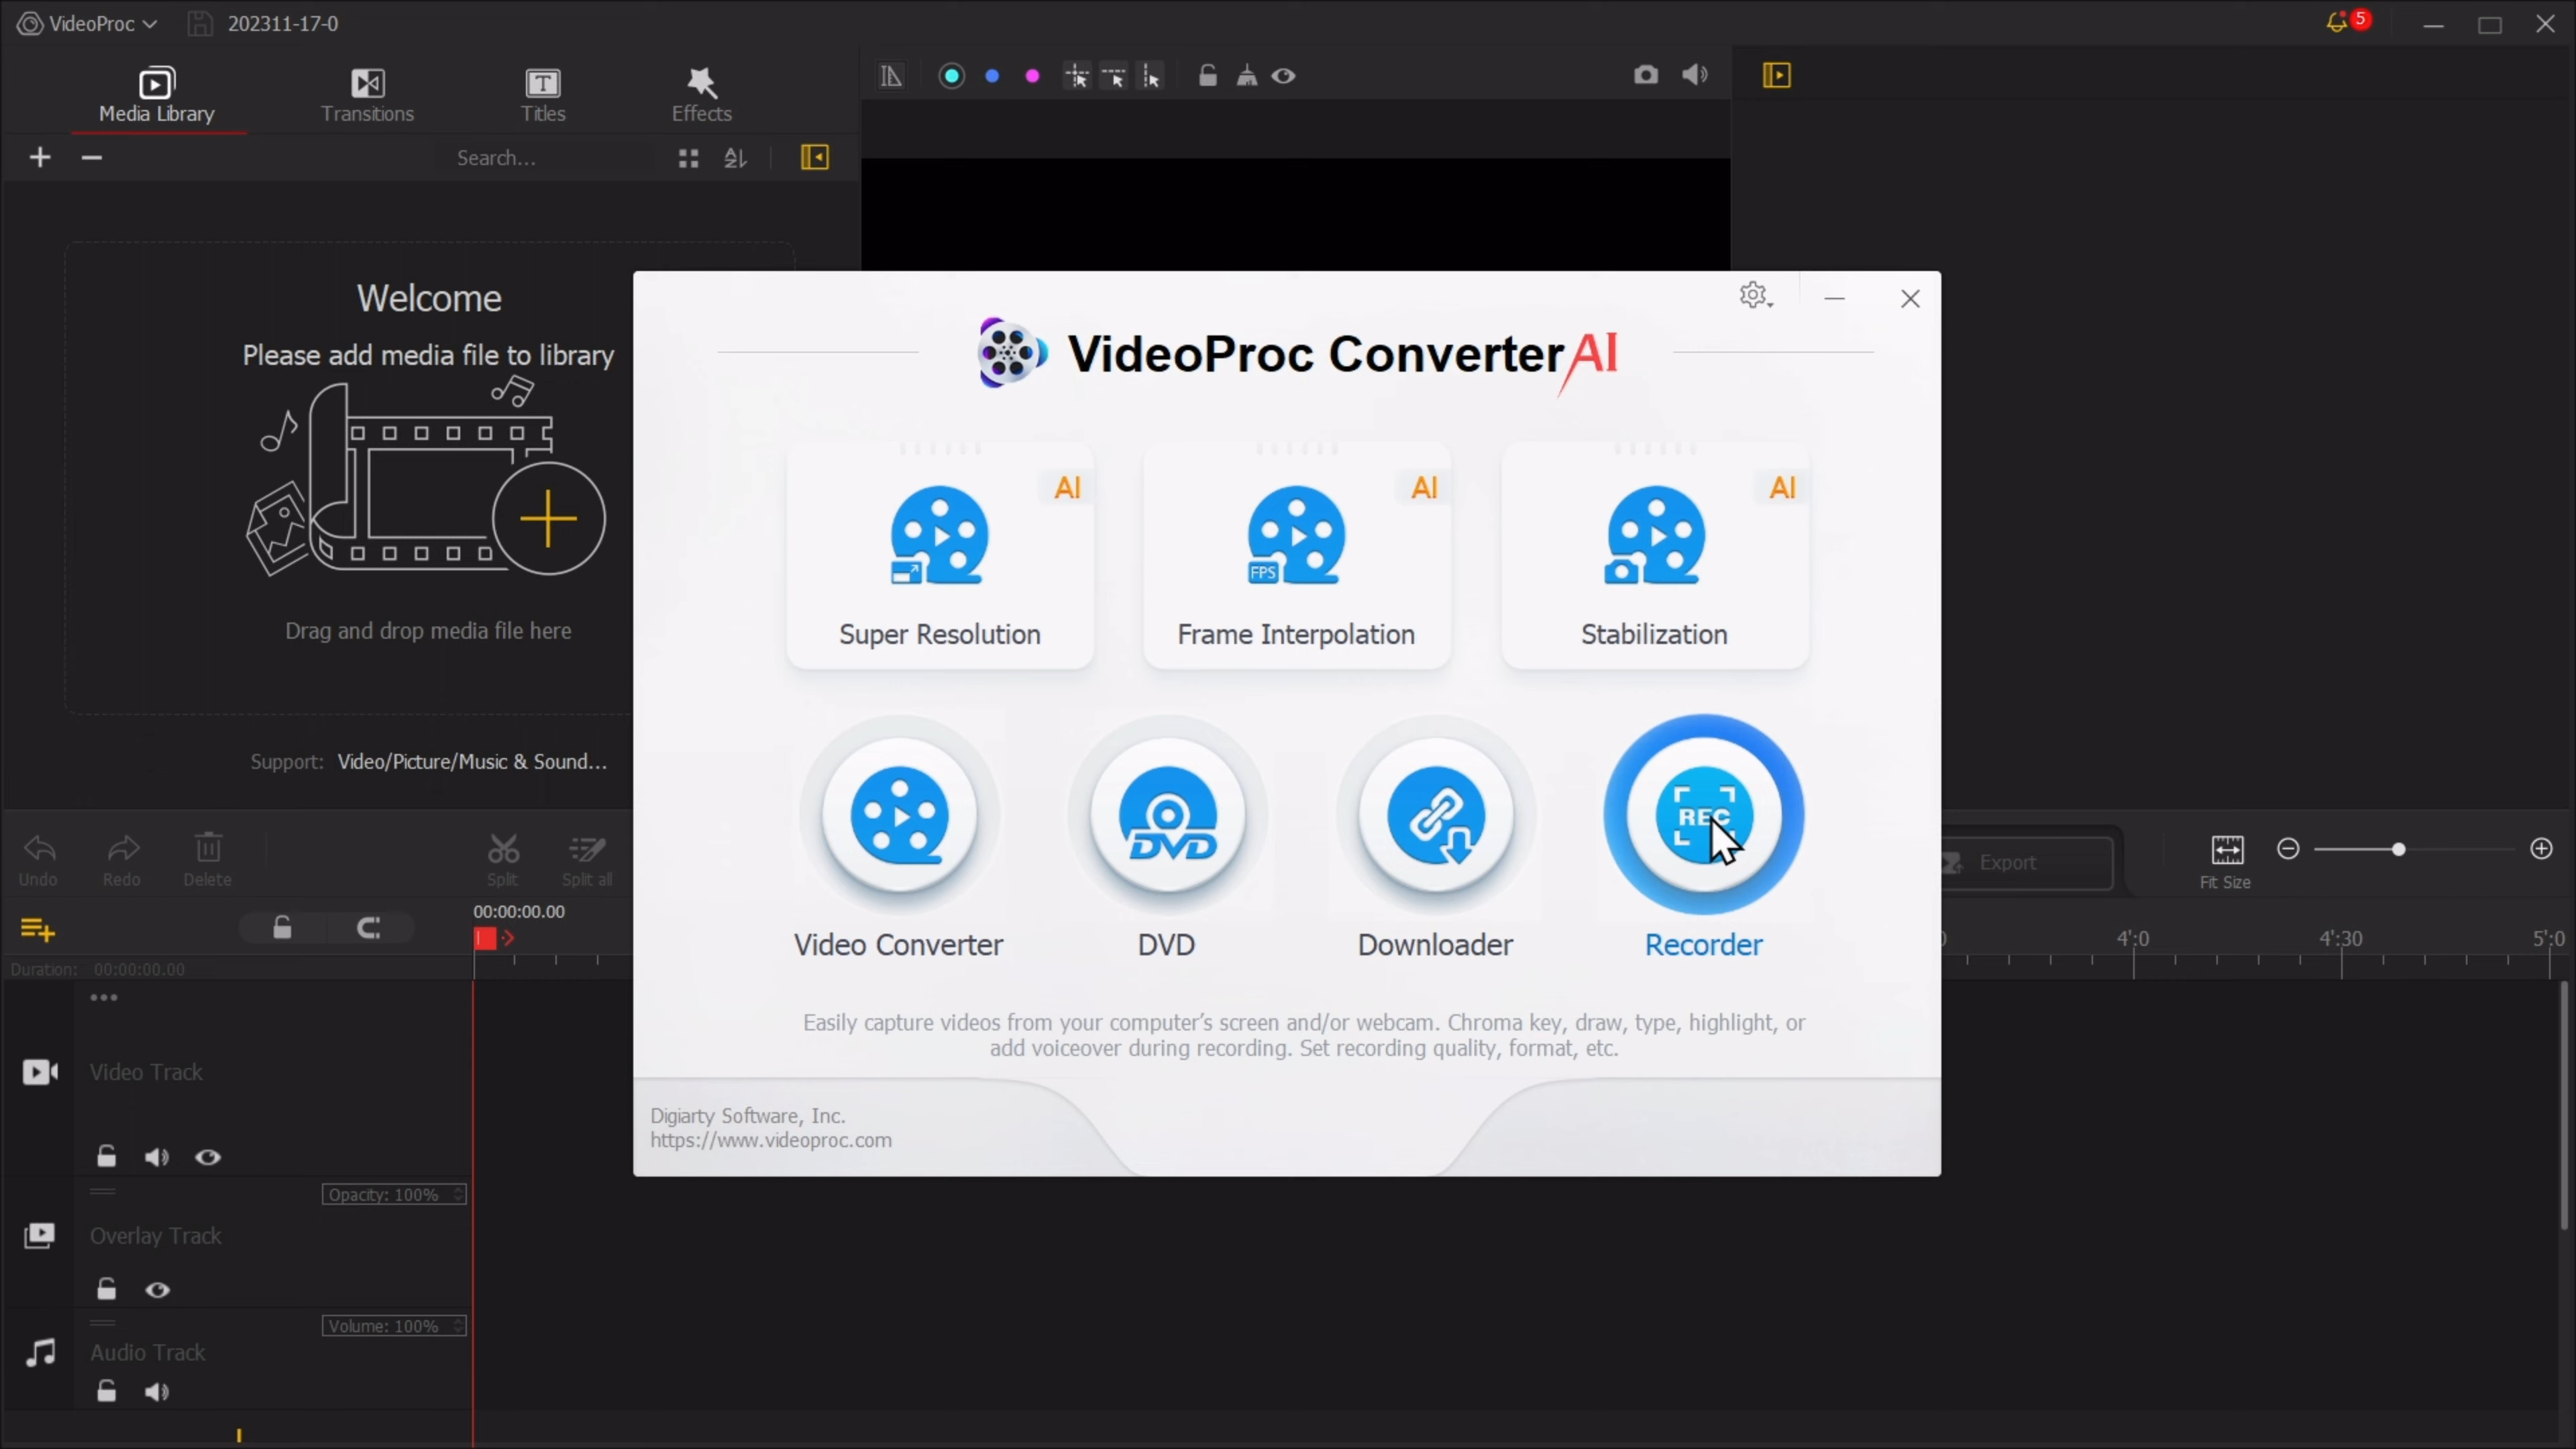 VideoProc
202311-17-0
5
Media Library
Transitions
Titles
Effects
Search...
Welcome
Please add media file to library
Drag and drop media file here
Support: Video/Picture/Music & Sound...
VideoProc Converter AI
AI
AI
AI
FPS
Super Resolution
Frame Interpolation
Stabilization
DVD
REC
Video Converter
DVD
Downloader
Recorder
Easily capture videos from your computer's screen and/or webcam. Chroma key, draw, type, highlight, or
add voiceover during recording. Set recording quality, format, etc.
Digiarty Software, Inc.
https://www.videoproc.com
Undo
Redo
Delete
Split
Split all
Export
Fit Size
00:00:00.00
4':0
4':30
5':0
Duration: 00:00:00.00
Video Track
Opacity: 100%
Overlay Track
Volume: 100%
Audio Track